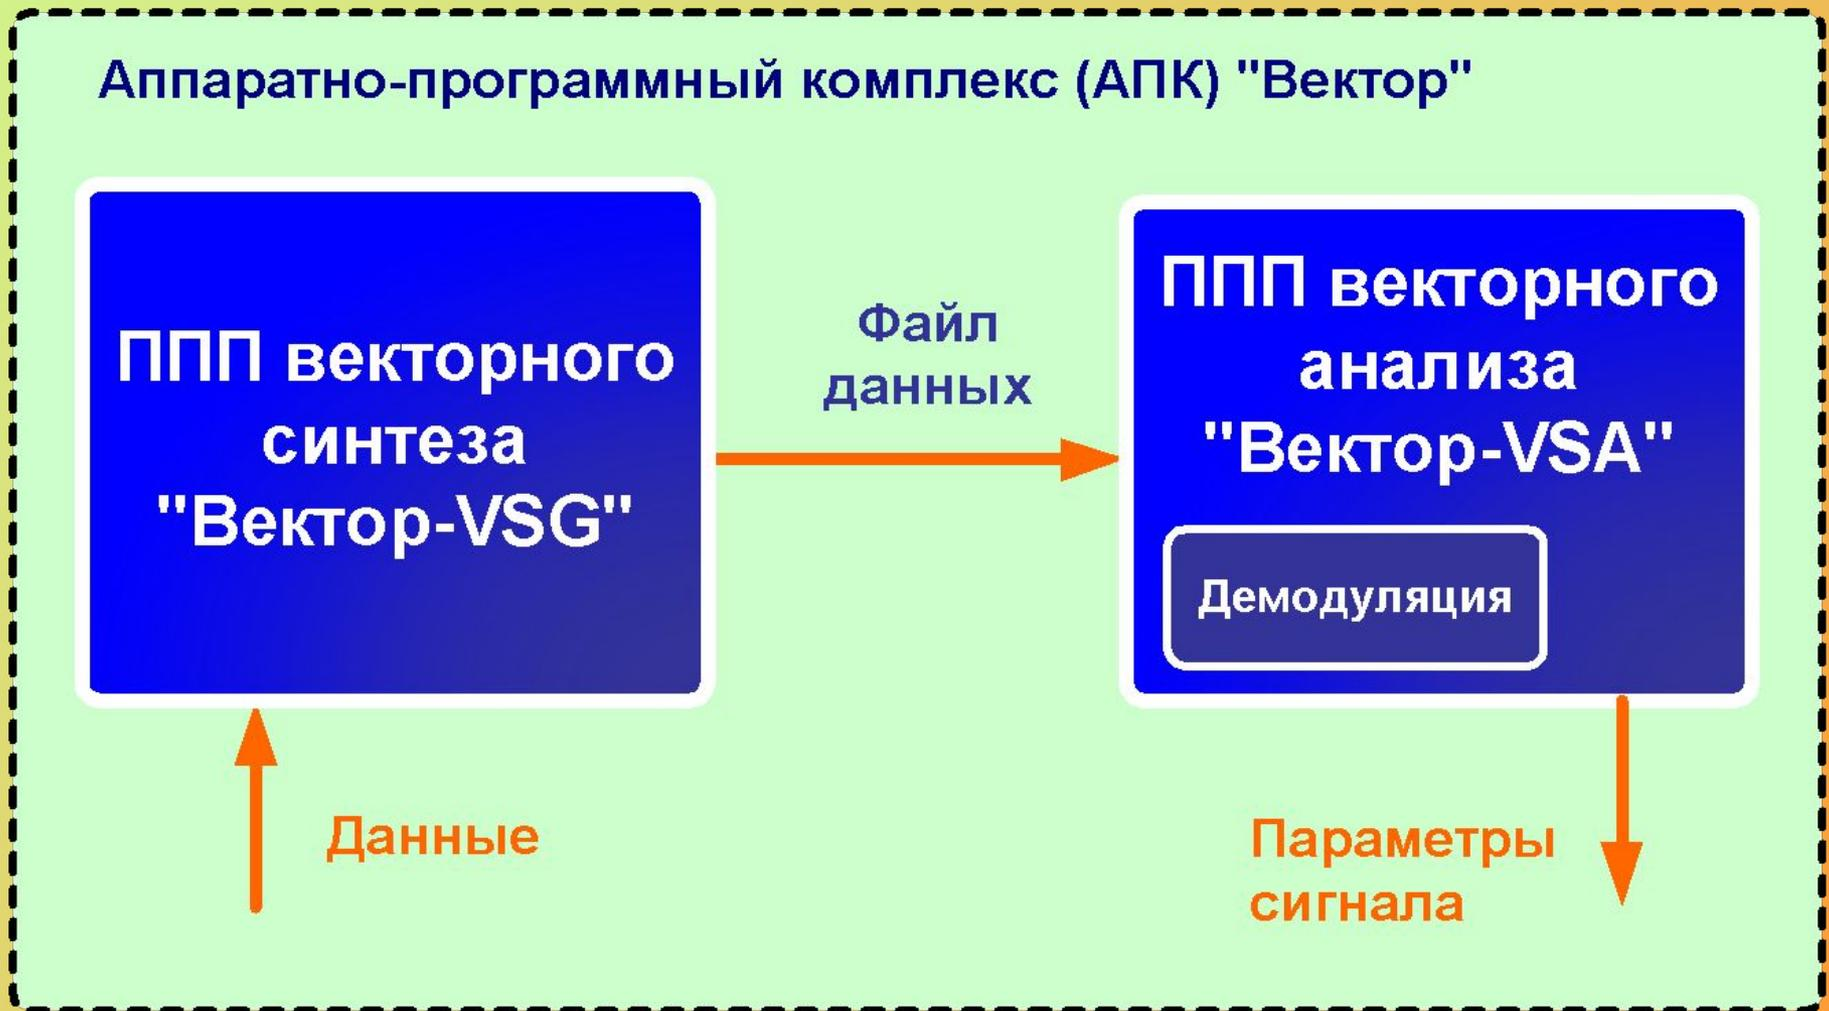 Аппаратно-программный комплекс (АПК) "Вектор"
ППП векторного
синтеза
"Вектор-VSG"
Файл
данных
ППП векторного
анализа
"Вектор-VSA"
Демодуляция
Данные
Параметры
сигнала